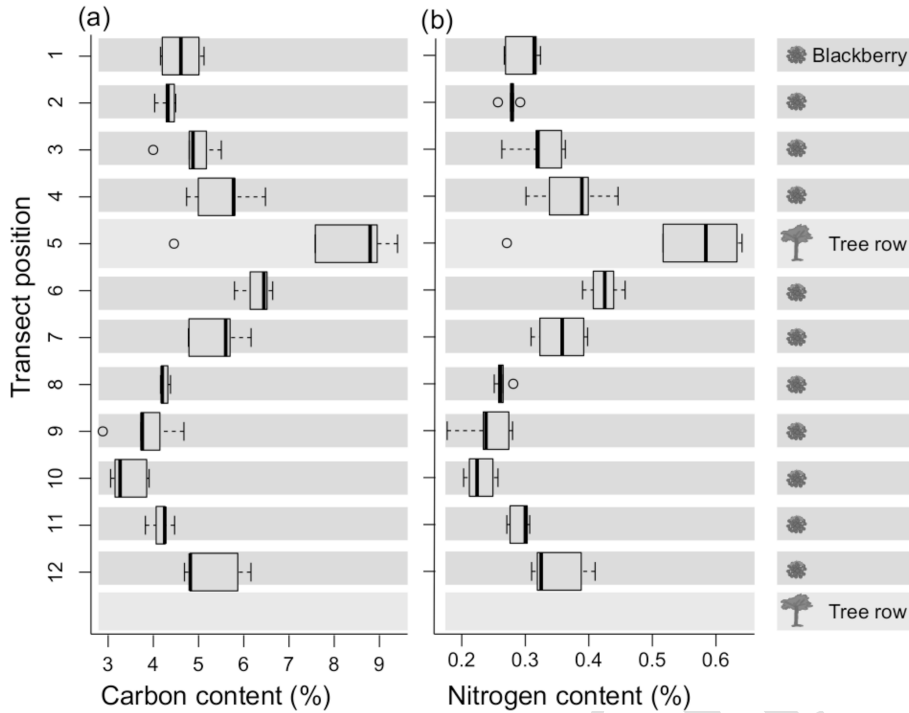 (a)
(b)
Transect position
1
2
3
4
5
6
7
8
9
10
11
12
Blackberry
Tree row
Tree row
3 4 5 6 7 8 9
0.2 0.3 0.4 0.5 0.6
Carbon content (%)
Nitrogen content (%)